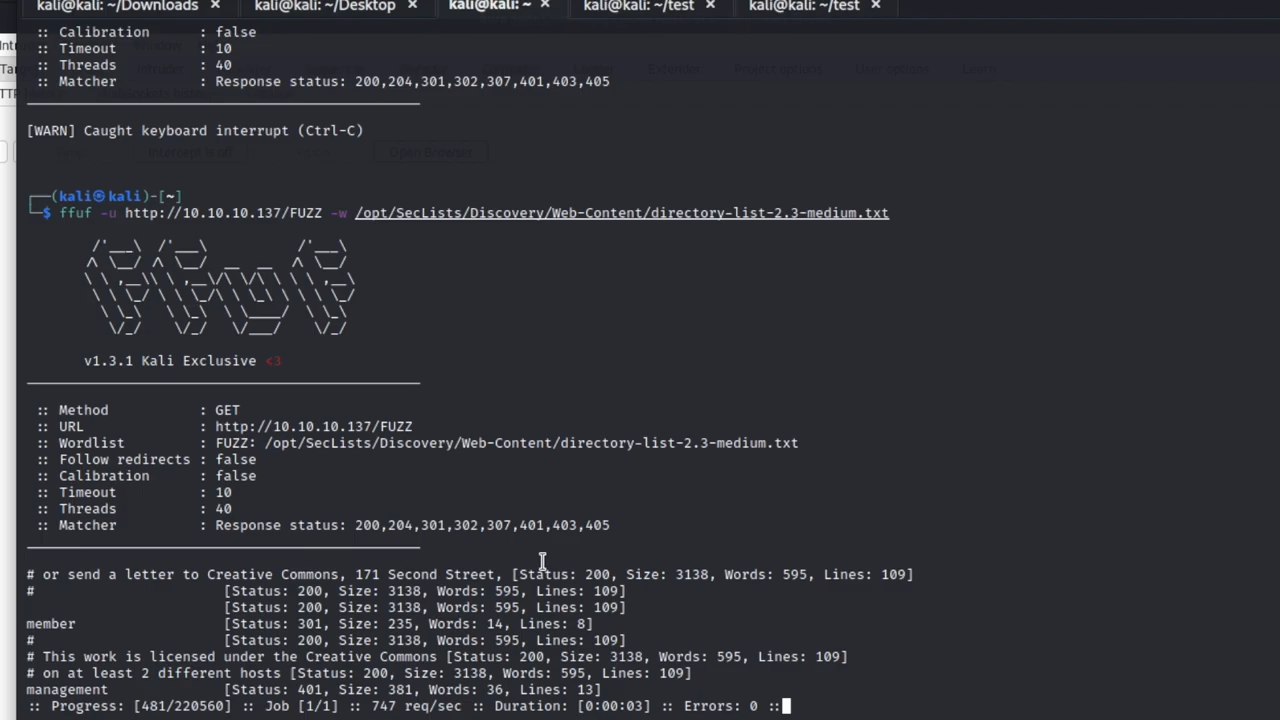 kali@kali: ~/Downloads × kali@kali: ~/Desktop × kali@kali: ~ × kali@kali: ~/test × kali@kali: ~/test ×
:: Calibration : false
:: Timeout : 10
:: Threads : 40
:: Matcher : Response status: 200,204,301,302,307,401,403,405
Project options User options Learn
[WARN] Caught keyboard interrupt (Ctrl-C)
Intercept is off Open Browser
┌──(kali㉿kali)-[~]
└─$ ffuf -u http://10.10.10.137/FUZZ -w /opt/SecLists/Discovery/Web-Content/directory-list-2.3-medium.txt
v1.3.1 Kali Exclusive <3
:: Method : GET
:: URL : http://10.10.10.137/FUZZ
:: Wordlist : FUZZ: /opt/SecLists/Discovery/Web-Content/directory-list-2.3-medium.txt
:: Follow redirects : false
:: Calibration : false
:: Timeout : 10
:: Threads : 40
:: Matcher : Response status: 200,204,301,302,307,401,403,405
# or send a letter to Creative Commons, 171 Second Street, [Status: 200, Size: 3138, Words: 595, Lines: 109]
# [Status: 200, Size: 3138, Words: 595, Lines: 109]
[Status: 200, Size: 3138, Words: 595, Lines: 109]
member [Status: 301, Size: 235, Words: 14, Lines: 8]
# [Status: 200, Size: 3138, Words: 595, Lines: 109]
# This work is licensed under the Creative Commons [Status: 200, Size: 3138, Words: 595, Lines: 109]
# on at least 2 different hosts [Status: 200, Size: 3138, Words: 595, Lines: 109]
management [Status: 401, Size: 381, Words: 36, Lines: 13]
:: Progress: [481/220560] :: Job [1/1] :: 747 req/sec :: Duration: [0:00:03] :: Errors: 0 ::